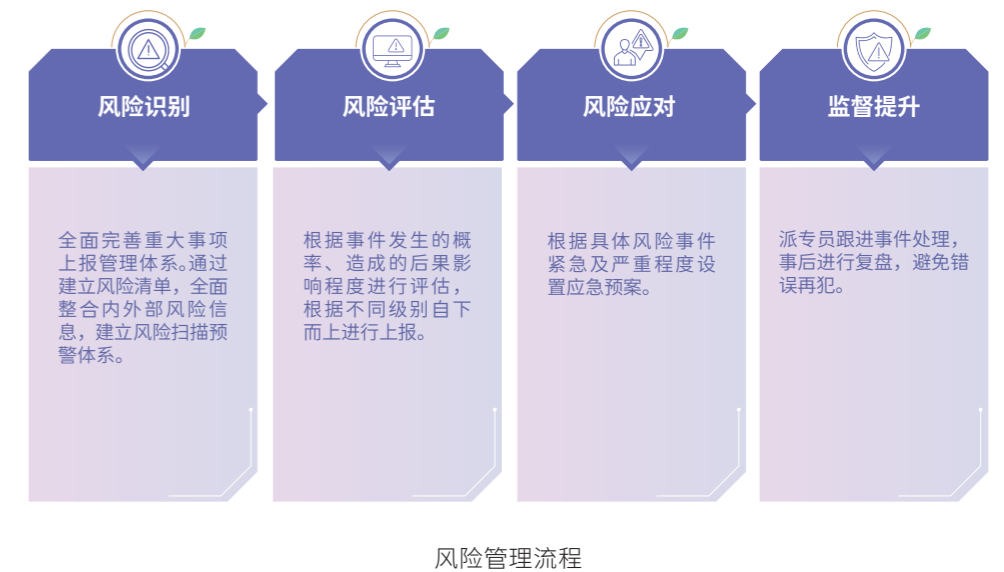 风险识别
全面完善重大事项
上报管理体系。通过
建立风险清单，全面
整合内外部风险信
息，建立风险扫描预
警体系。
风险评估
根据事件发生的概
率、造成的后果影
响程度进行评估，
根据不同级别自下
而上进行上报。
风险应对
根据具体风险事件
紧急及严重程度设
置应急预案。
监督提升
派专员跟进事件处理，
事后进行复盘，避免错
误再犯。
风险管理流程